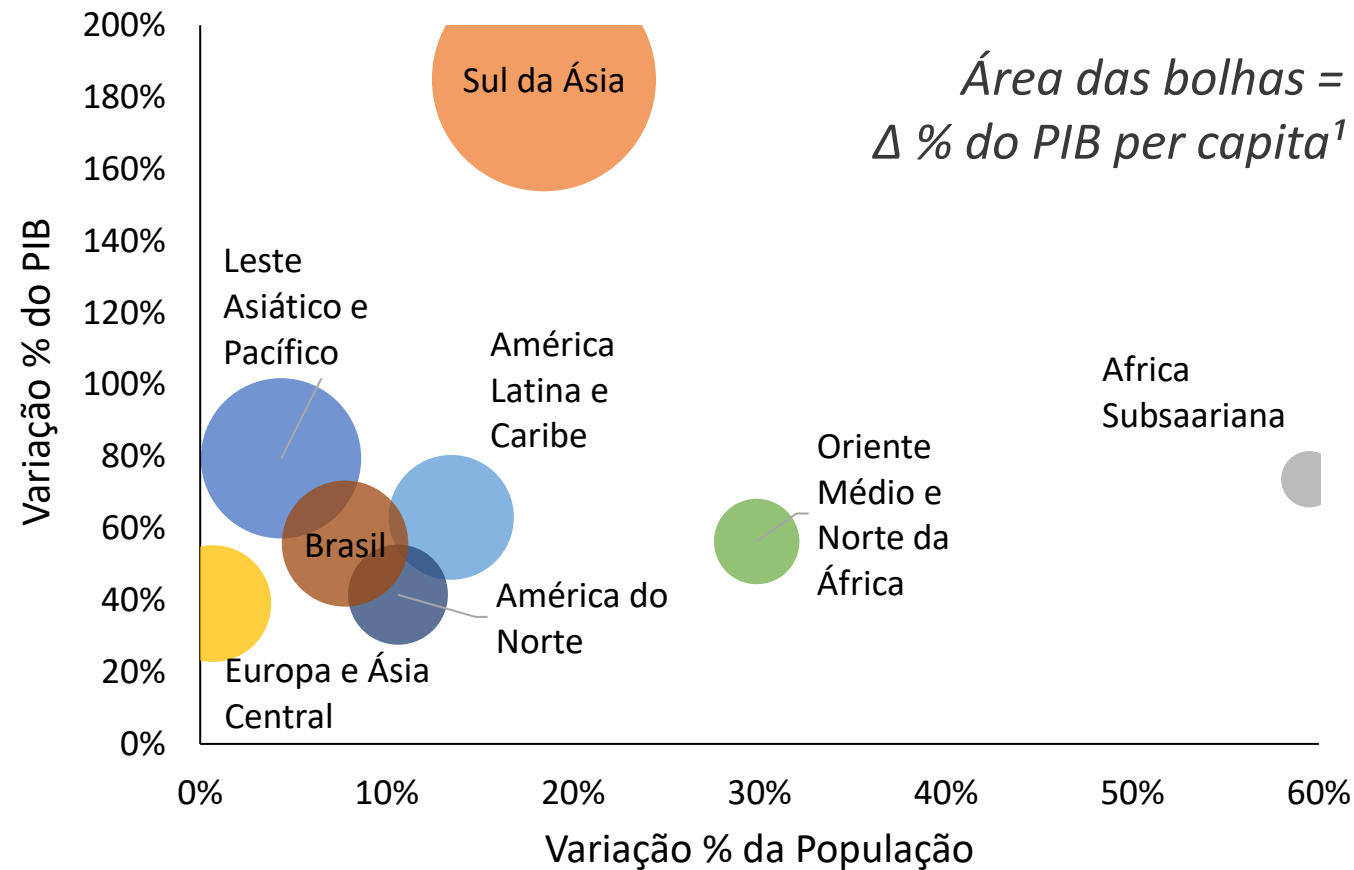 200%
180%
160%
140%
120%
100%
80%
60%
40%
20%
0%
Variação % do PIB
Sul da Ásia
Área das bolhas =
Δ % do PIB per capita¹
Leste
Asiático e
Pacífico
América
Latina e
Caribe
Africa
Subsaariana
Oriente
Médio e
Norte da
África
Brasil
América do
Norte
Europa e Ásia
Central
0%
10%
20%
30%
40%
50%
60%
Variação % da População